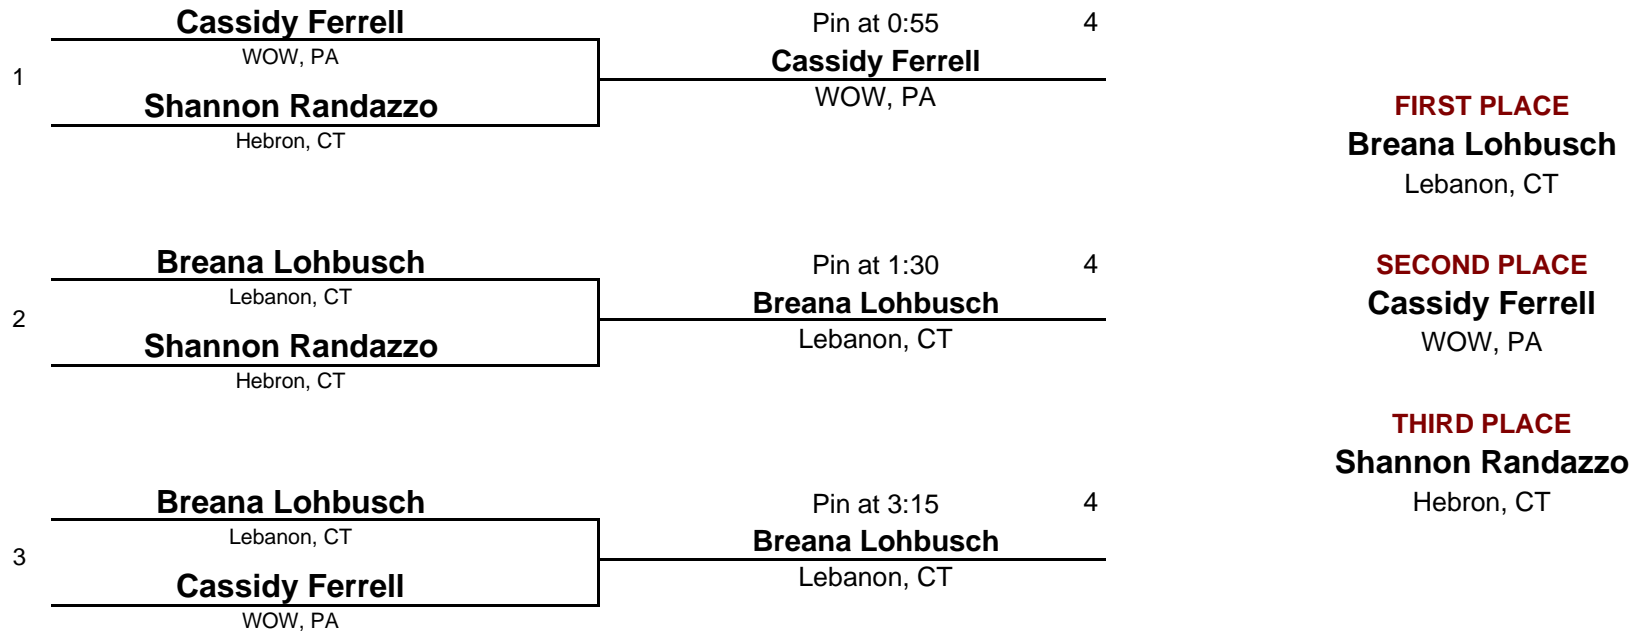 Cassidy Ferrell
WOW, PA
1
Shannon Randazzo
Hebron, CT
Pin at 0:55 4
Cassidy Ferrell
WOW, PA
Breana Lohbusch
Lebanon, CT
2
Shannon Randazzo
Hebron, CT
Pin at 1:30 4
Breana Lohbusch
Lebanon, CT
Breana Lohbusch
Lebanon, CT
3
Cassidy Ferrell
WOW, PA
Pin at 3:15 4
Breana Lohbusch
Lebanon, CT
FIRST PLACE
Breana Lohbusch
Lebanon, CT
SECOND PLACE
Cassidy Ferrell
WOW, PA
THIRD PLACE
Shannon Randazzo
Hebron, CT